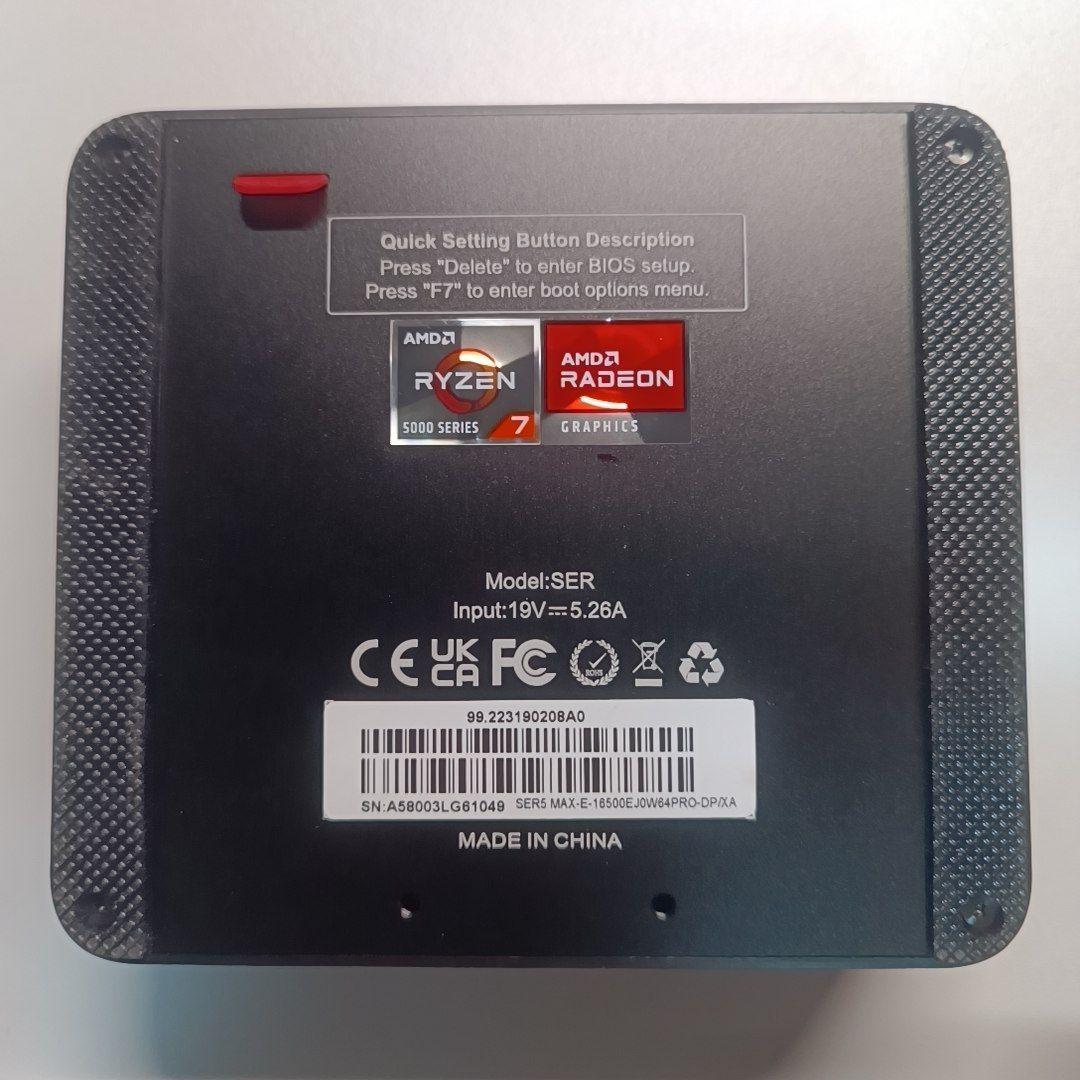 Quick Setting Button Description
Press "Delete" to enter BIOS setup.
Press "F7" to enter boot options menu.
AMD
RYZEN
5000 SERIES 7
AMD
RADEON
GRAPHICS
Model:SER
Input:19V⎓5.26A
CE UK CA FC ROHS
99.223190208A0
SN:A58003LG61049 SER5 MAX-E-16500EJ0W64PRO-DP/XA
MADE IN CHINA